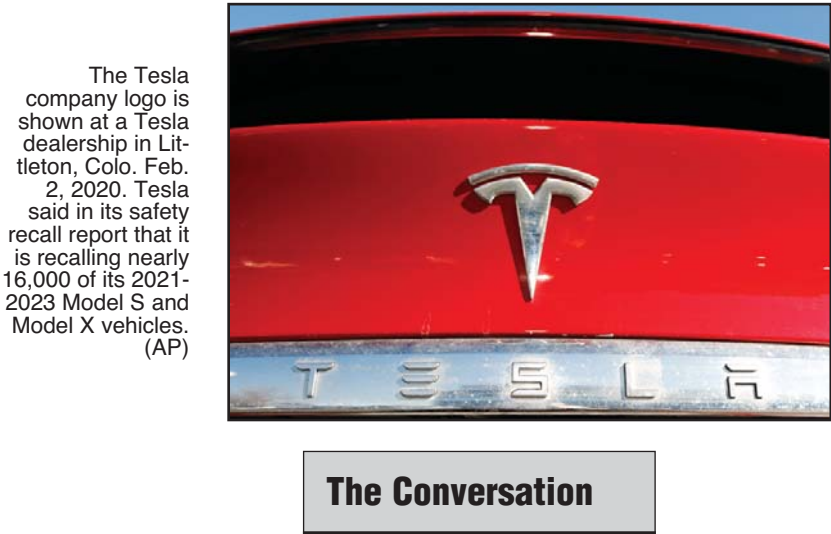 The Tesla
company logo is
shown at a Tesla
dealership in Lit-
tleton, Colo. Feb.
2, 2020. Tesla
said in its safety
recall report that it
is recalling nearly
16,000 of its 2021-
2023 Model S and
Model X vehicles.
(AP)
TESLA
The Conversation